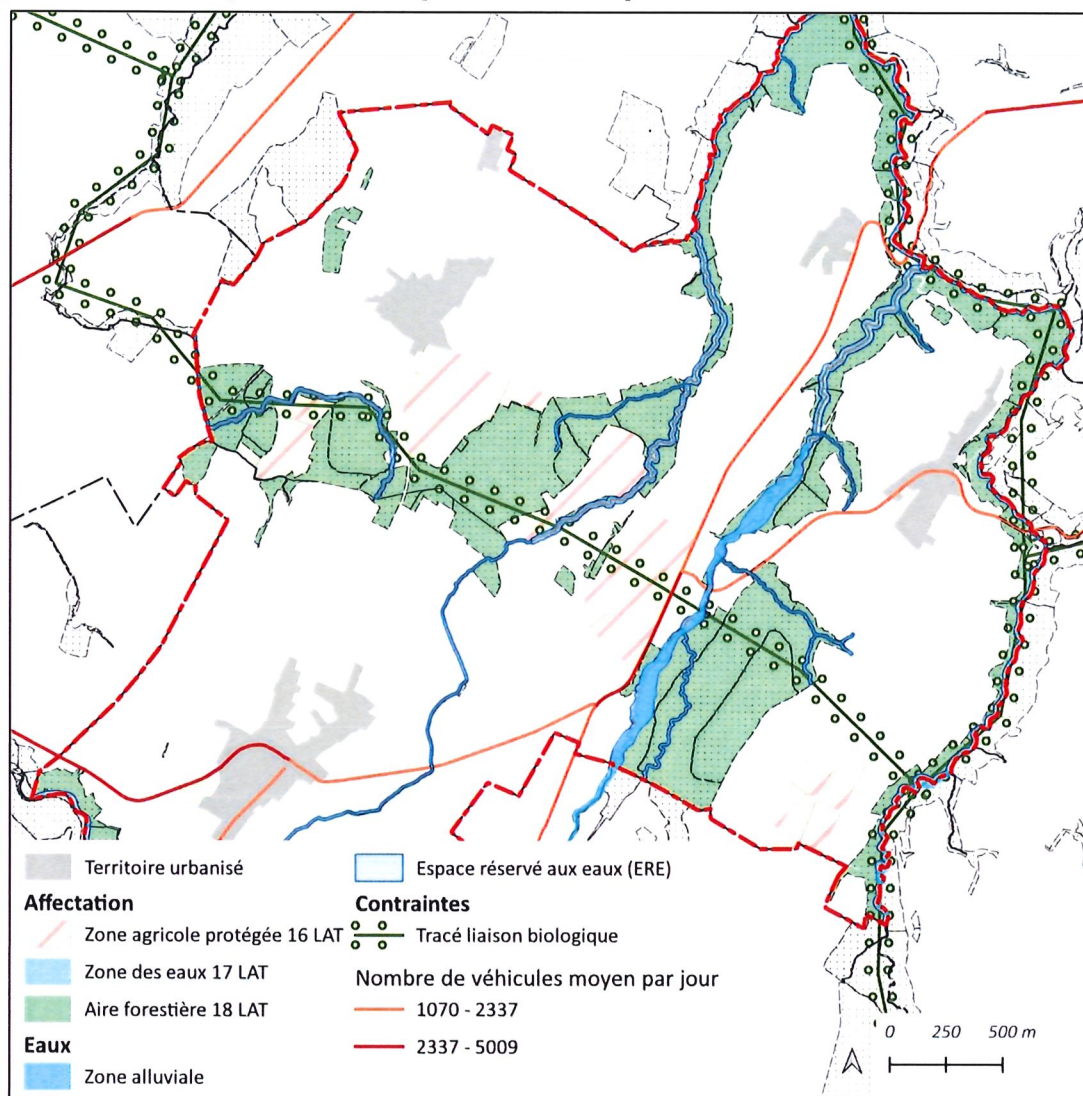 Territoire urbanisé
Affectation
Zone agricole protégée 16 LAT
Zone des eaux 17 LAT
Aire forestière 18 LAT
Eaux
Zone alluviale
Espace réservé aux eaux (ERE)
Contraintes
Tracé liaison biologique
Nombre de véhicules moyen par jour
1070 - 2337
2337 - 5009
0 250 500 m